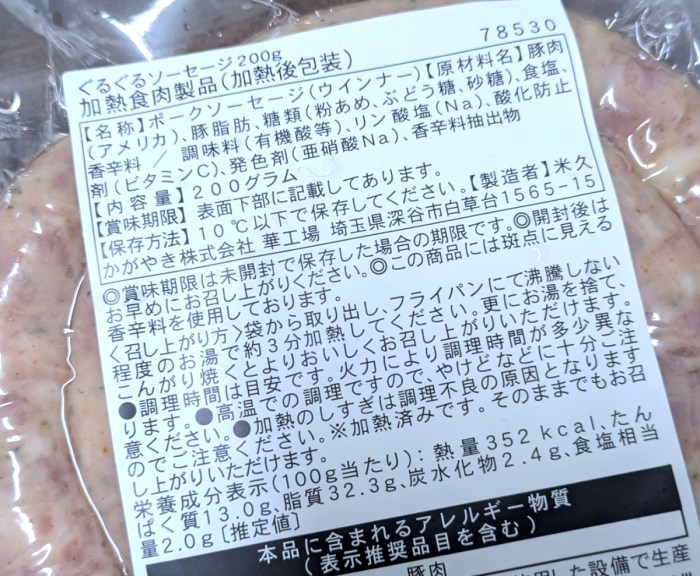 78530
ぐるぐるソーセージ200g
加熱食肉製品(加熱後包装)
【名称】ポークソーセージ(ウインナー)【原材料名】豚肉
(アメリカ)、豚脂肪、糖類(粉あめ、ぶどう糖、砂糖)、食塩、
香辛料 / 調味料(有機酸等)、リン酸塩(Na)、酸化防止
剤(ビタミンC)、発色剤(亜硝酸Na)、香辛料抽出物
【内容量】200グラム
【賞味期限】表面下部に記載してあります。
【保存方法】10℃以下で保存してください。【製造者】米久
かがやき株式会社 華工場 埼玉県深谷市白草台1565-15
◎賞味期限は未開封で保存した場合の期限です。◎開封後は
お早めにお召し上がりください。◎この商品には斑点に見える
香辛料を使用しております。
〈召し上がり方〉袋から取り出し、フライパンにて沸騰しない
程度のお湯で約3分加熱してください。更にお湯を捨て、
こんがり焼くとよりおいしくお召し上がりいただけます。
●調理時間は目安です。火力により調理時間が多少異な
ります。●高温での調理ですので、やけどなどに十分ご注
意ください。●加熱のしすぎは調理不良の原因となります
のでご注意ください。※加熱済みです。そのままでもお召
し上がりいただけます。
栄養成分表示(100g当たり):熱量352kcal、たん
ぱく質13.0g、脂質32.3g、炭水化物2.4g、食塩相当
量2.0g[推定値]
本品に含まれるアレルギー物質
(表示推奨品目を含む)
豚肉
使用した設備で生産